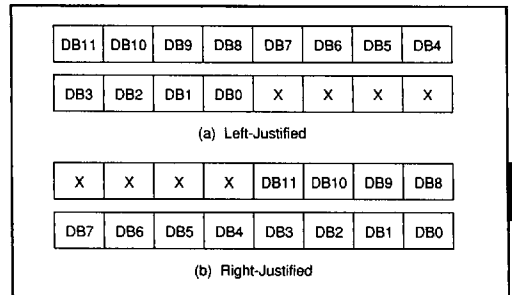 DB11 DB10 DB9 DB8 DB7 DB6 DB5 DB4
DB3 DB2 DB1 DB0 X X X X
(a) Left-Justified
X X X X DB11 DB10 DB9 DB8
DB7 DB6 DB5 DB4 DB3 DB2 DB1 DB0
(b) Right-Justified